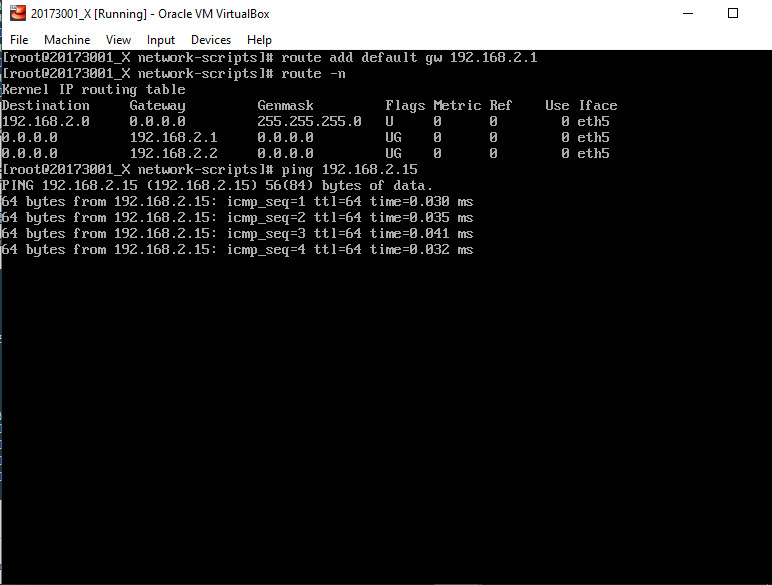 20173001_X [Running] - Oracle VM VirtualBox
File Machine View Input Devices Help
[root@20173001_X network-scripts]# route add default gw 192.168.2.1
[root@20173001_X network-scripts]# route -n
Kernel IP routing table
Destination Gateway Genmask Flags Metric Ref Use Iface
192.168.2.0 0.0.0.0 255.255.255.0 U 0 0 0 eth5
0.0.0.0 192.168.2.1 0.0.0.0 UG 0 0 0 eth5
0.0.0.0 192.168.2.2 0.0.0.0 UG 0 0 0 eth5
[root@20173001_X network-scripts]# ping 192.168.2.15
PING 192.168.2.15 (192.168.2.15) 56(84) bytes of data.
64 bytes from 192.168.2.15: icmp_seq=1 ttl=64 time=0.030 ms
64 bytes from 192.168.2.15: icmp_seq=2 ttl=64 time=0.035 ms
64 bytes from 192.168.2.15: icmp_seq=3 ttl=64 time=0.041 ms
64 bytes from 192.168.2.15: icmp_seq=4 ttl=64 time=0.032 ms